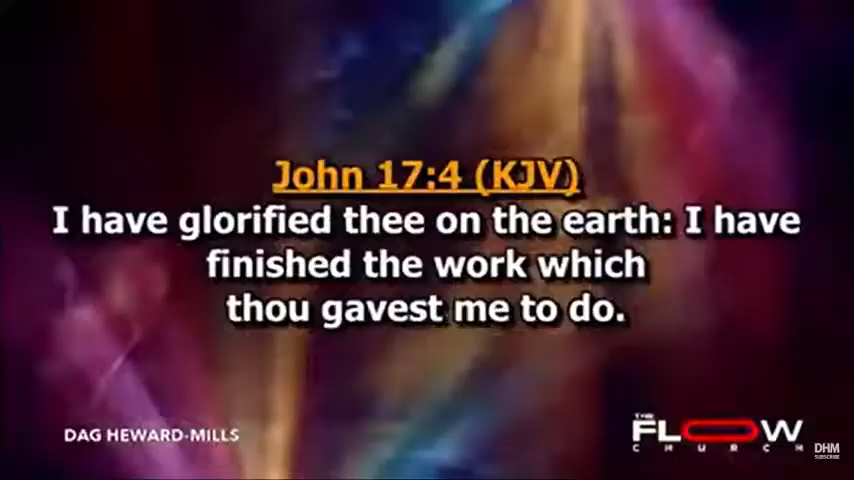 John 17:4 (KJV)
I have glorified thee on the earth: I have
finished the work which
thou gavest me to do.
DAG HEWARD-MILLS
THE
FLOW
CHURCH
DHM
SUBSCRIBE